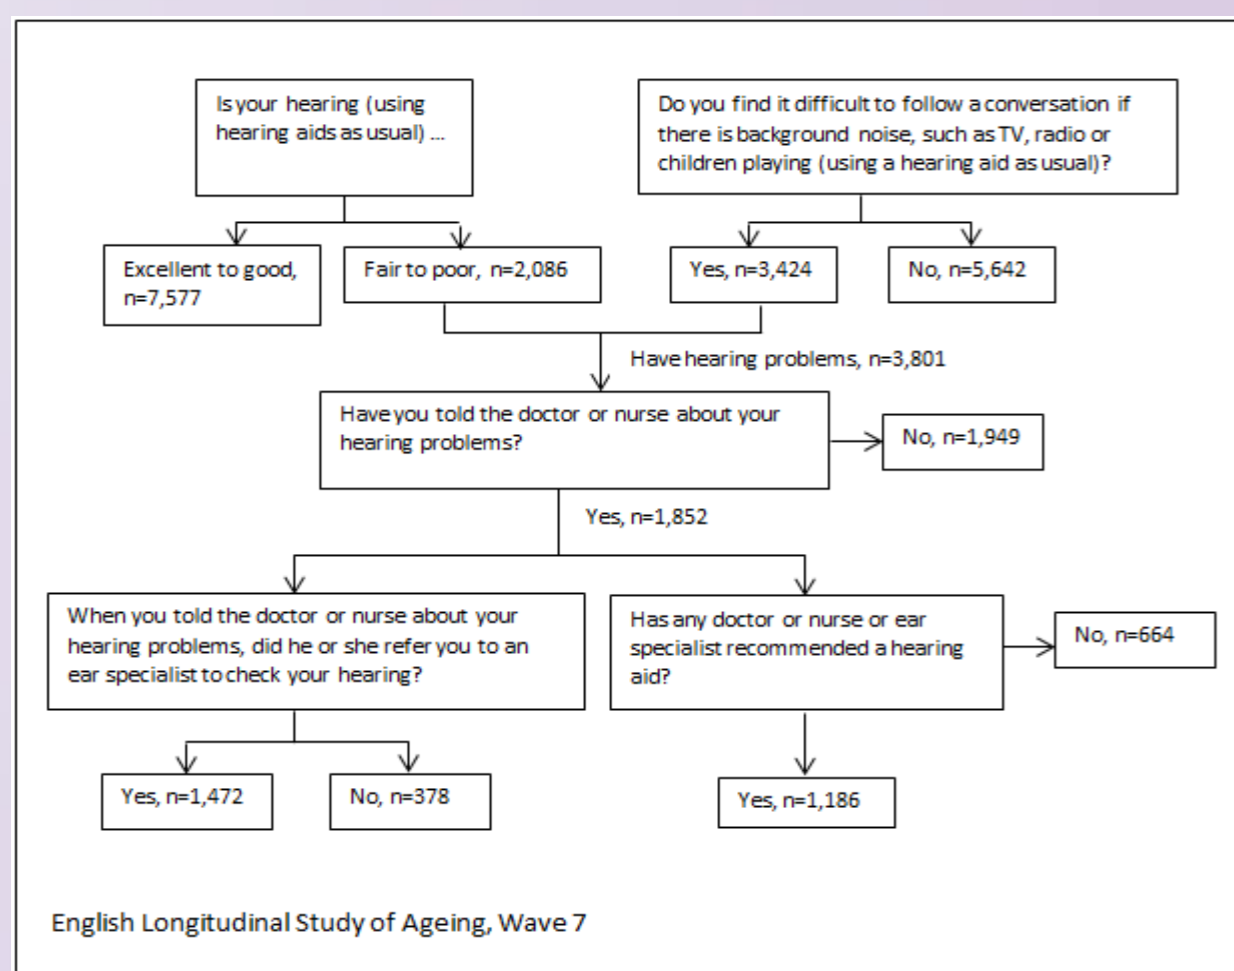 Is your hearing (using
hearing aids as usual) ...
Do you find it difficult to follow a conversation if
there is background noise, such as TV, radio or
children playing (using a hearing aid as usual)?
Excellent to good,
n=7,577
Fair to poor, n=2,086
Yes, n=3,424
No, n=5,642
Have hearing problems, n=3,801
Have you told the doctor or nurse about your
hearing problems?
No, n=1,949
Yes, n=1,852
When you told the doctor or nurse about your
hearing problems, did he or she refer you to an
ear specialist to check your hearing?
Has any doctor or nurse or ear
specialist recommended a hearing
aid?
No, n=664
Yes, n=1,472
No, n=378
Yes, n=1,186
English Longitudinal Study of Ageing, Wave 7